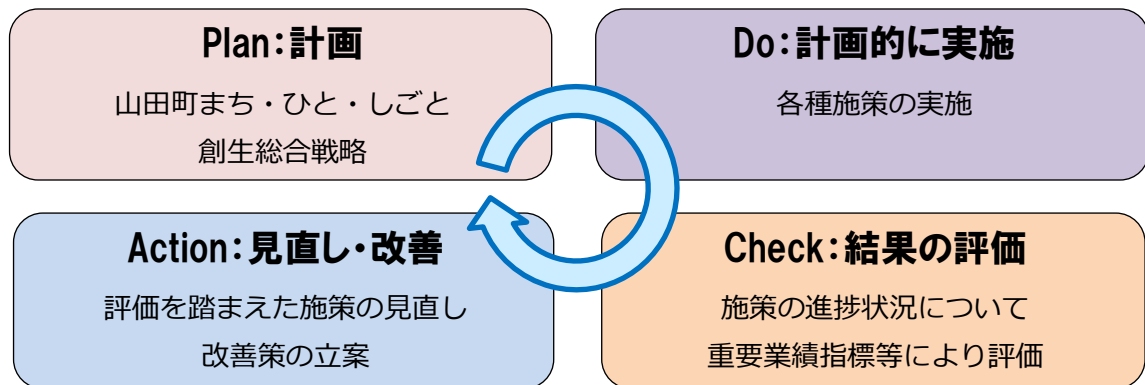 Plan:計画
山田町まち・ひと・しごと
創生総合戦略
Do:計画的に実施
各種施策の実施
Action:見直し・改善
評価を踏まえた施策の見直し
改善策の立案
Check:結果の評価
施策の進捗状況について
重要業績指標等により評価